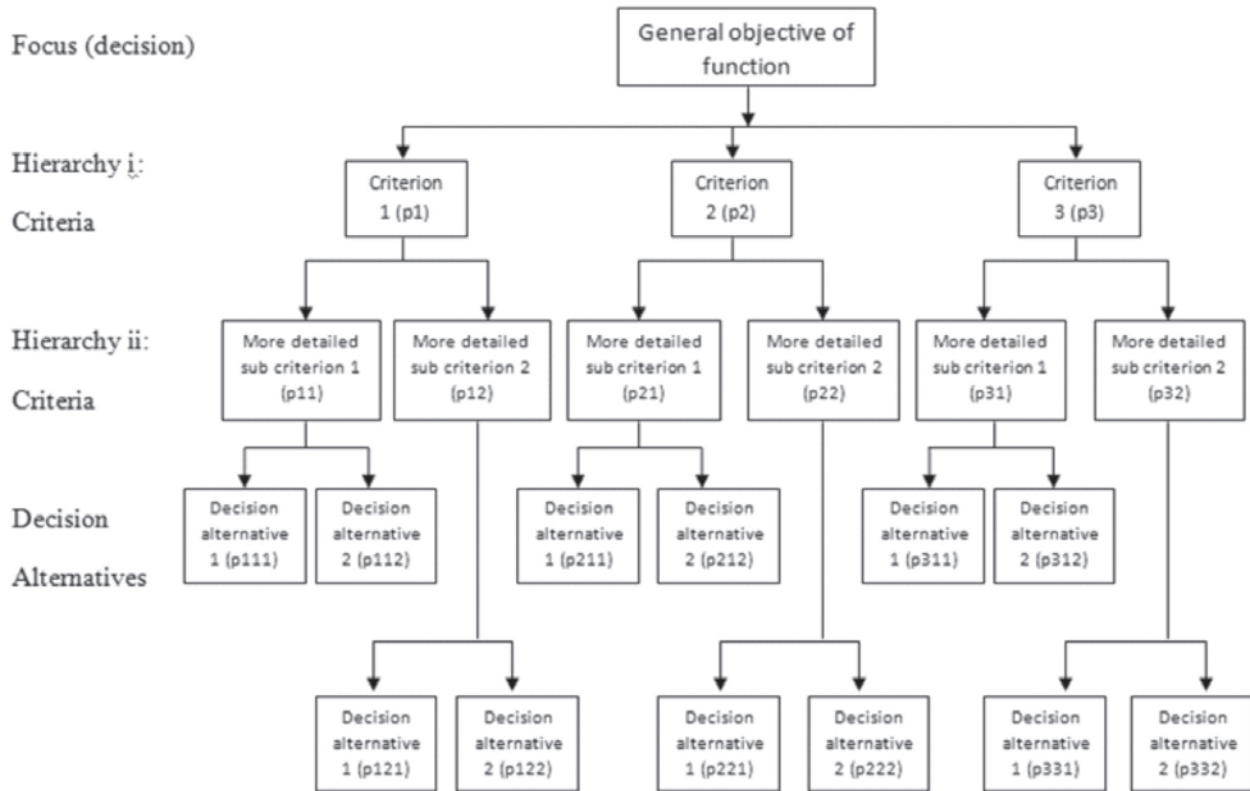 Focus (decision)
General objective of
function
Hierarchy i:
Criteria
Criterion
1 (p1)
Criterion
2 (p2)
Criterion
3 (p3)
Hierarchy ii:
Criteria
More detailed
sub criterion 1
(p11)
More detailed
sub criterion 2
(p12)
More detailed
sub criterion 1
(p21)
More detailed
sub criterion 2
(p22)
More detailed
sub criterion 1
(p31)
More detailed
sub criterion 2
(p32)
Decision
Alternatives
Decision
alternative
1 (p111)
Decision
alternative
2 (p112)
Decision
alternative
1 (p211)
Decision
alternative
2 (p212)
Decision
alternative
1 (p311)
Decision
alternative
2 (p312)
Decision
alternative
1 (p121)
Decision
alternative
2 (p122)
Decision
alternative
1 (p221)
Decision
alternative
2 (p222)
Decision
alternative
1 (p331)
Decision
alternative
2 (p332)